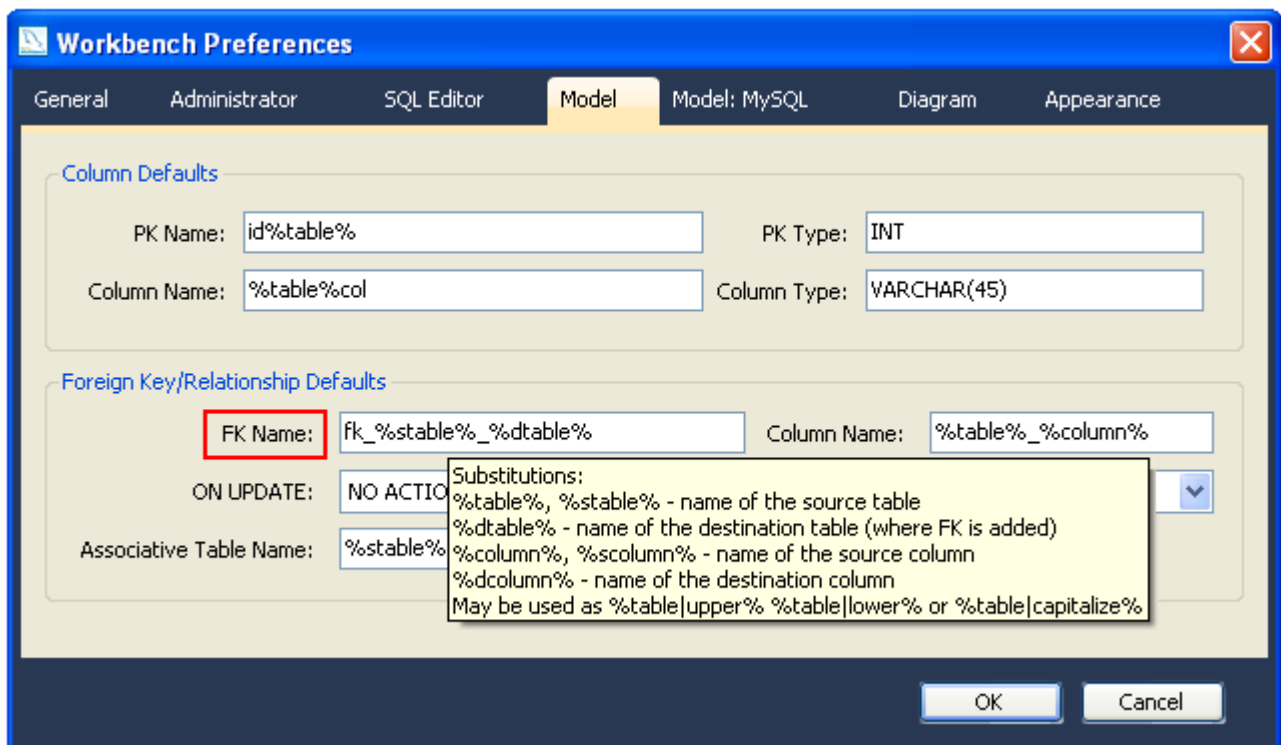 Workbench Preferences
General Administrator SQL Editor Model Model: MySQL Diagram Appearance
Column Defaults
PK Name: id%table% PK Type: INT
Column Name: %table%col Column Type: VARCHAR(45)
Foreign Key/Relationship Defaults
FK Name: fk_%stable%_%dtable% Column Name: %table%_%column%
ON UPDATE: NO ACTIO
Associative Table Name: %stable%
Substitutions:
%table%, %stable% - name of the source table
%dtable% - name of the destination table (where FK is added)
%column%, %scolumn% - name of the source column
%dcolumn% - name of the destination column
May be used as %table|upper% %table|lower% or %table|capitalize%
OK Cancel